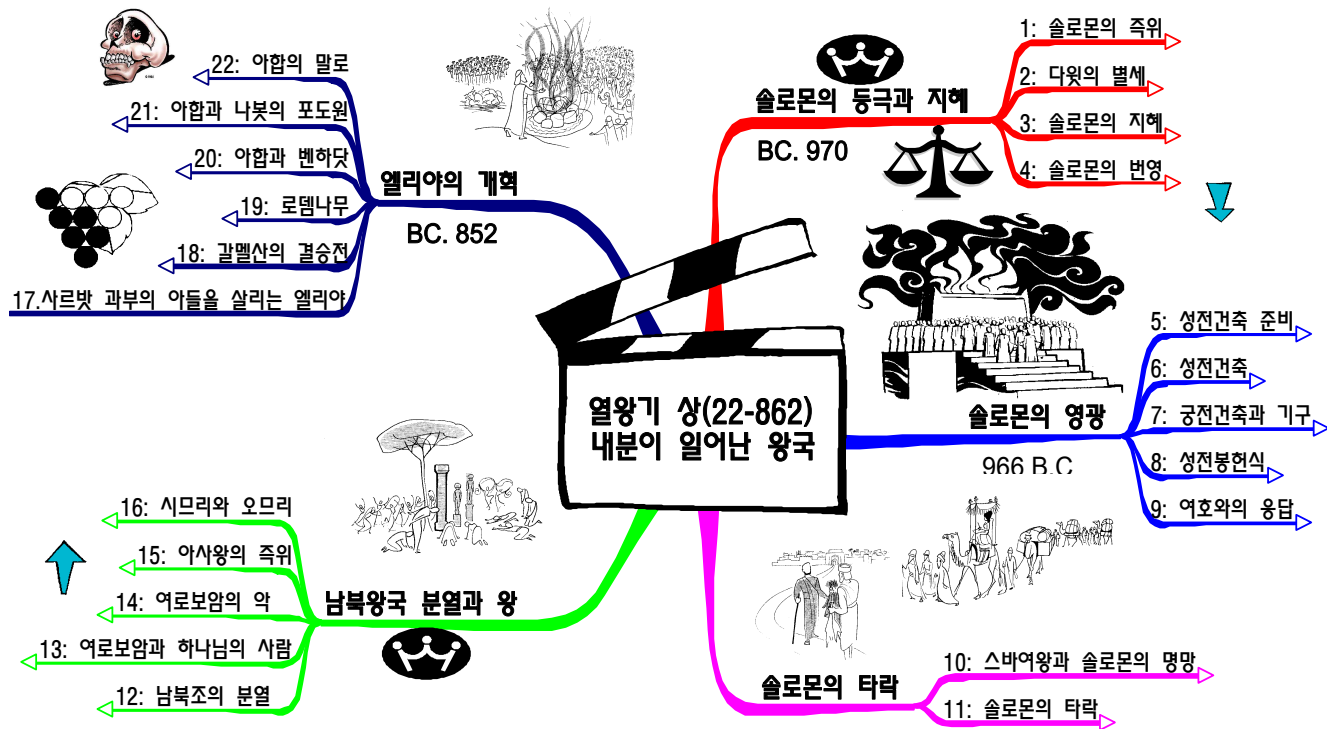 열왕기 상(22-862)
내분이 일어난 왕국
솔로몬의 등극과 지혜
BC. 970
1: 솔로몬의 즉위
2: 다윗의 별세
3: 솔로몬의 지혜
4: 솔로몬의 번영
솔로몬의 영광
966 B.C
5: 성전건축 준비
6: 성전건축
7: 궁전건축과 기구
8: 성전봉헌식
9: 여호와의 응답
솔로몬의 타락
10: 스바여왕과 솔로몬의 명망
11: 솔로몬의 타락
남북왕국 분열과 왕
16: 시므리와 오므리
15: 아사왕의 즉위
14: 여로보암의 악
13: 여로보암과 하나님의 사람
12: 남북조의 분열
엘리야의 개혁
BC. 852
22: 아합의 말로
21: 아합과 나봇의 포도원
20: 아합과 벤하닷
19: 로뎀나무
18: 갈멜산의 결승전
17.사르밧 과부의 아들을 살리는 엘리야